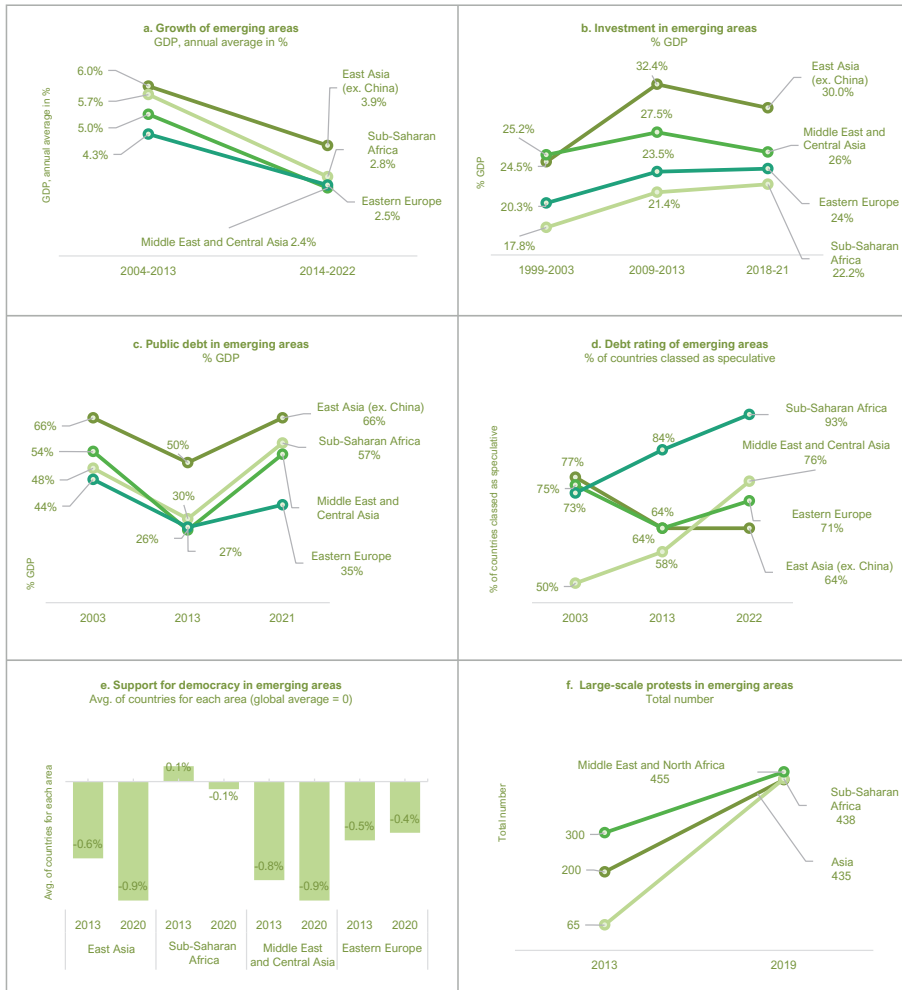 a. Growth of emerging areas
GDP, annual average in %
GDP, annual average in %
6.0%
5.7%
5.0%
4.3%
East Asia
(ex. China)
3.9%
Sub-Saharan
Africa
2.8%
Eastern Europe
2.5%
Middle East and Central Asia 2.4%
2004-2013
2014-2022
b. Investment in emerging areas
% GDP
% GDP
32.4%
East Asia
(ex. China)
30.0%
25.2%
27.5%
Middle East and
Central Asia
26%
24.5%
23.5%
20.3%
21.4%
Eastern Europe
24%
17.8%
Sub-Saharan
Africa
22.2%
1999-2003
2009-2013
2018-21
c. Public debt in emerging areas
% GDP
% GDP
66%
54%
48%
44%
50%
30%
26%
27%
East Asia (ex. China)
66%
Sub-Saharan Africa
57%
Middle East and
Central Asia
Eastern Europe
35%
2003
2013
2021
d. Debt rating of emerging areas
% of countries classed as speculative
% of countries classed as speculative
77%
75%
73%
50%
84%
64%
64%
58%
Sub-Saharan Africa
93%
Middle East and Central Asia
76%
Eastern Europe
71%
East Asia (ex. China)
64%
2003
2013
2022
e. Support for democracy in emerging areas
Avg. of countries for each area (global average = 0)
Avg. of countries for each area
0.1%
-0.1%
-0.6%
-0.9%
-0.8%
-0.9%
-0.5%
-0.4%
2013
2020
2013
2020
2013
2020
2013
2020
East Asia
Sub-Saharan
Africa
Middle East
and Central Asia
Eastern Europe
f. Large-scale protests in emerging areas
Total number
Total number
Middle East and North Africa
455
Sub-Saharan
Africa
438
Asia
435
300
200
65
2013
2019